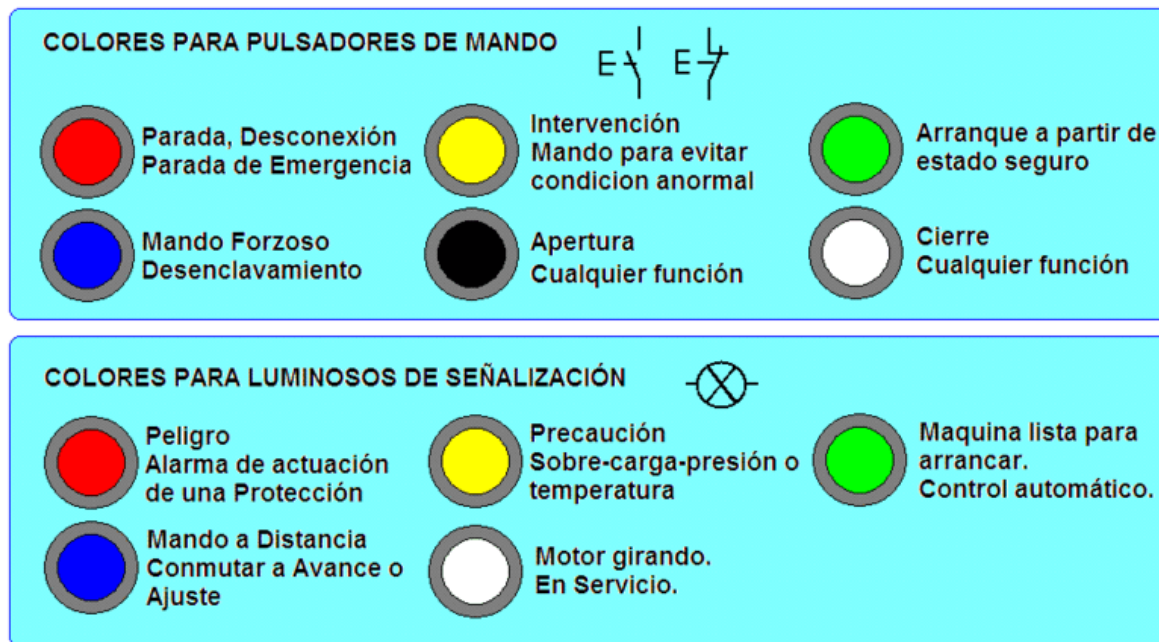 COLORES PARA PULSADORES DE MANDO
Parada, Desconexión
Parada de Emergencia
Intervención
Mando para evitar
condicion anormal
Arranque a partir de
estado seguro
Mando Forzoso
Desenclavamiento
Apertura
Cualquier función
Cierre
Cualquier función
COLORES PARA LUMINOSOS DE SEÑALIZACIÓN
Peligro
Alarma de actuación
de una Protección
Precaución
Sobre-carga-presión o
temperatura
Maquina lista para
arrancar.
Control automático.
Mando a Distancia
Conmutar a Avance o
Ajuste
Motor girando.
En Servicio.